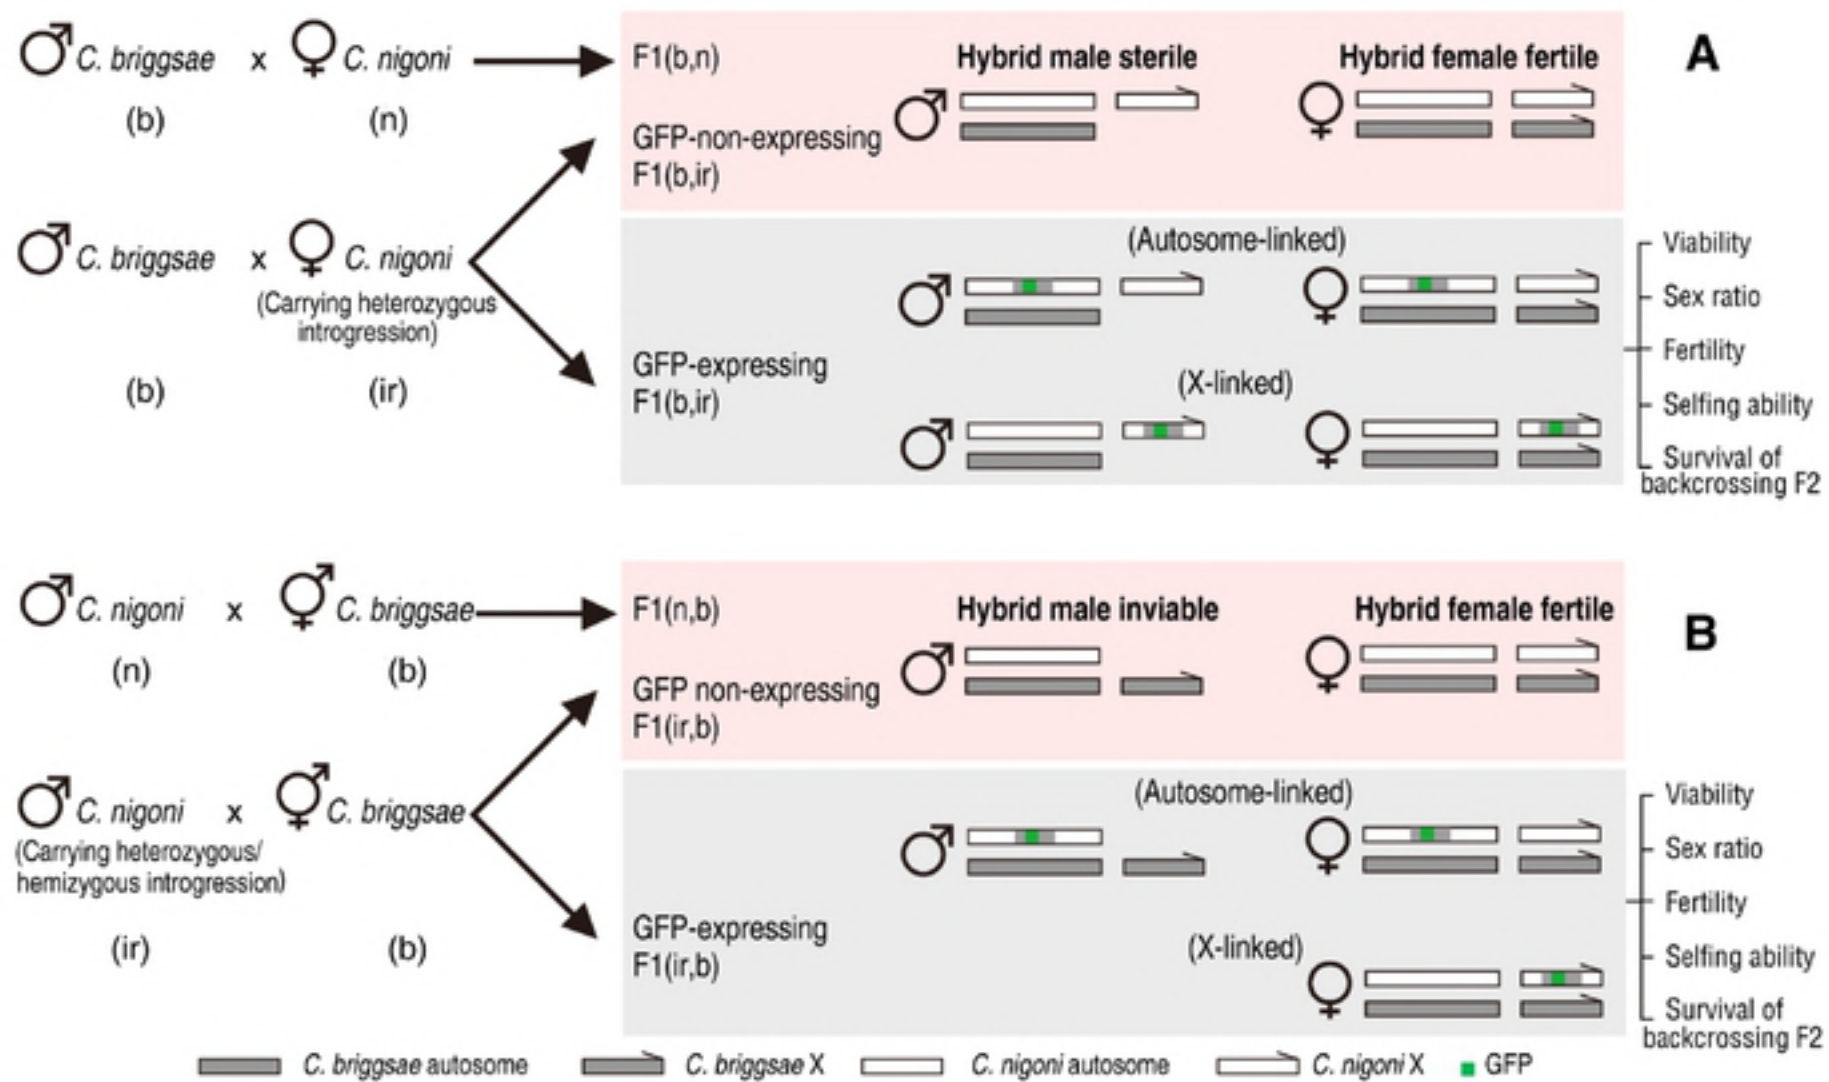 C. briggsae x C. nigoni
(b) (n)
F1(b,n)
Hybrid male sterile
Hybrid female fertile
A
GFP-non-expressing
F1(b,ir)
C. briggsae x C. nigoni
(Carrying heterozygous
introgression)
(b) (ir)
(Autosome-linked)
GFP-expressing
F1(b,ir)
(X-linked)
Viability
Sex ratio
Fertility
Selfing ability
Survival of
backcrossing F2
C. nigoni x C. briggsae
(n) (b)
F1(n,b)
Hybrid male inviable
Hybrid female fertile
B
GFP non-expressing
F1(ir,b)
C. nigoni x C. briggsae
(Carrying heterozygous/
hemizygous introgression)
(ir) (b)
(Autosome-linked)
GFP-expressing
F1(ir,b)
(X-linked)
Viability
Sex ratio
Fertility
Selfing ability
Survival of
backcrossing F2
C. briggsae autosome C. briggsae X C. nigoni autosome C. nigoni X GFP